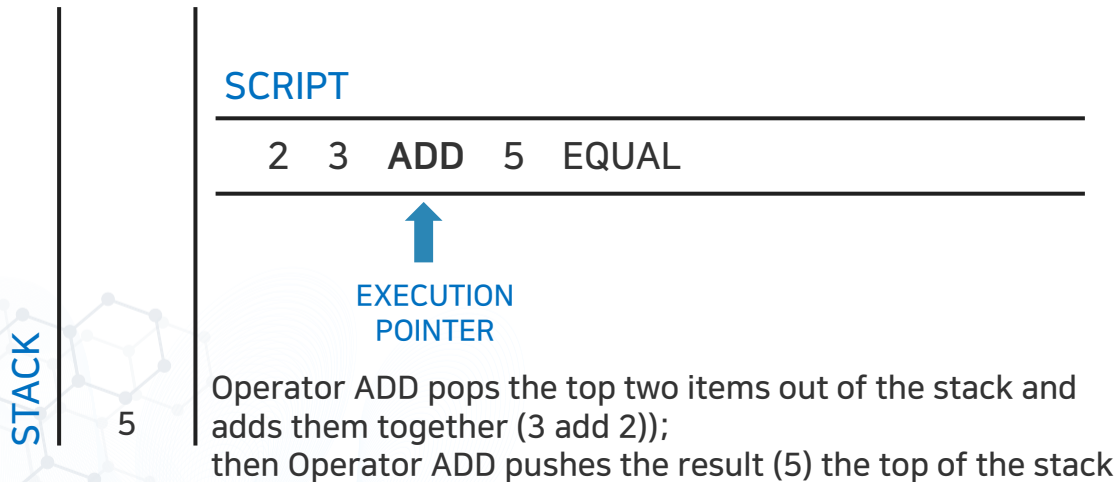 SCRIPT
2 3 ADD 5 EQUAL
EXECUTION
POINTER
STACK
5
Operator ADD pops the top two items out of the stack and
adds them together (3 add 2));
then Operator ADD pushes the result (5) the top of the stack